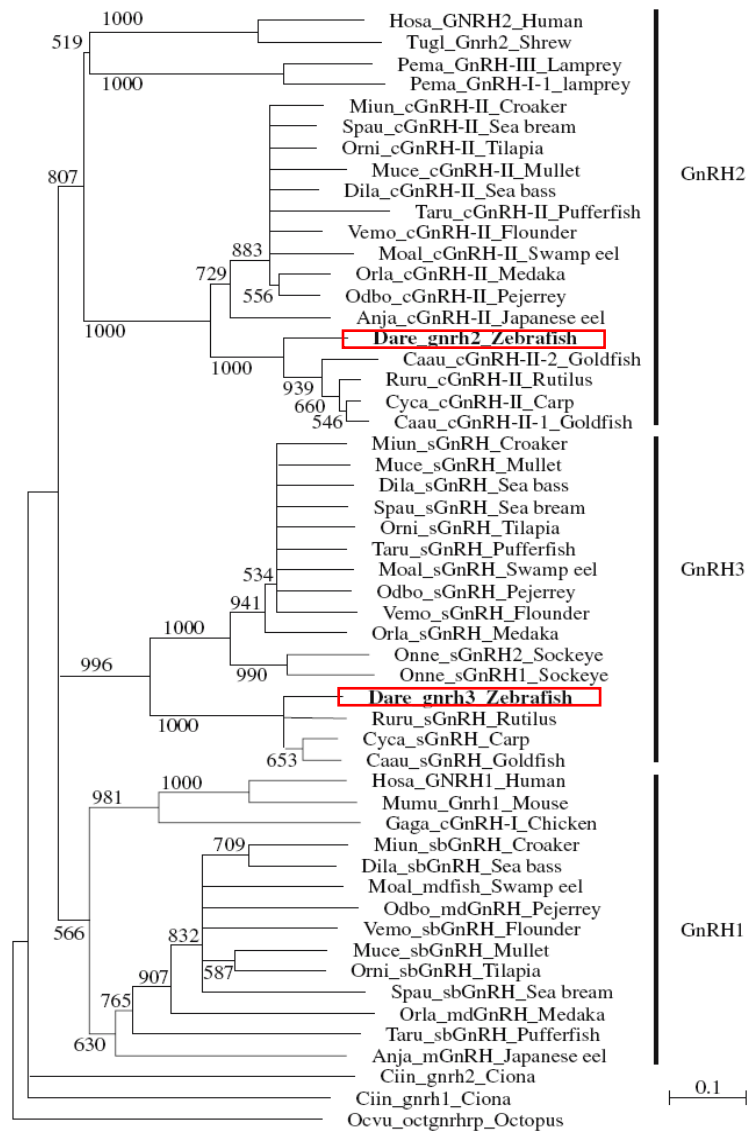 1000
Hosa_GNRH2_Human
519
Tugl_Gnrh2_Shrew
Pema_GnRH-III_Lamprey
1000
Pema_GnRH-I-1_lamprey
Miun_cGnRH-II_Croaker
Spau_cGnRH-II_Sea bream
Orni_cGnRH-II_Tilapia
807
Muce_cGnRH-II_Mullet
GnRH2
Dila_cGnRH-II_Sea bass
Taru_cGnRH-II_Pufferfish
Vemo_cGnRH-II_Flounder
883
Moal_cGnRH-II_Swamp eel
729
Orla_cGnRH-II_Medaka
556
Odbo_cGnRH-II_Pejerrey
1000
Anja_cGnRH-II_Japanese eel
Dare_gnrh2_Zebrafish
1000
939
Caau_cGnRH-II-2_Goldfish
Ruru_cGnRH-II_Rutilus
660
Cyca_cGnRH-II_Carp
546
Caau_cGnRH-II-1_Goldfish
Miun_sGnRH_Croaker
Muce_sGnRH_Mullet
Dila_sGnRH_Sea bass
Spau_sGnRH_Sea bream
Orni_sGnRH_Tilapia
Taru_sGnRH_Pufferfish
534
Moal_sGnRH_Swamp eel
GnRH3
Odbo_sGnRH_Pejerrey
941
Vemo_sGnRH_Flounder
1000
Orla_sGnRH_Medaka
996
Onne_sGnRH2_Sockeye
990
Onne_sGnRH1_Sockeye
Dare_gnrh3_Zebrafish
1000
Ruru_sGnRH_Rutilus
Cyca_sGnRH_Carp
653
Caau_sGnRH_Goldfish
1000
Hosa_GNRH1_Human
981
Mumu_Gnrh1_Mouse
Gaga_cGnRH-I_Chicken
709
Miun_sbGnRH_Croaker
Dila_sbGnRH_Sea bass
Moal_mdfish_Swamp eel
Odbo_mdGnRH_Pejerrey
566
832
Vemo_sbGnRH_Flounder
GnRH1
Muce_sbGnRH_Mullet
907
587
Orni_sbGnRH_Tilapia
Spau_sbGnRH_Sea bream
765
Orla_mdGnRH_Medaka
Taru_sbGnRH_Pufferfish
630
Anja_mGnRH_Japanese eel
Ciin_gnrh2_Ciona
0.1
Ciin_gnrh1_Ciona
Ocvu_octgnrhrp_Octopus